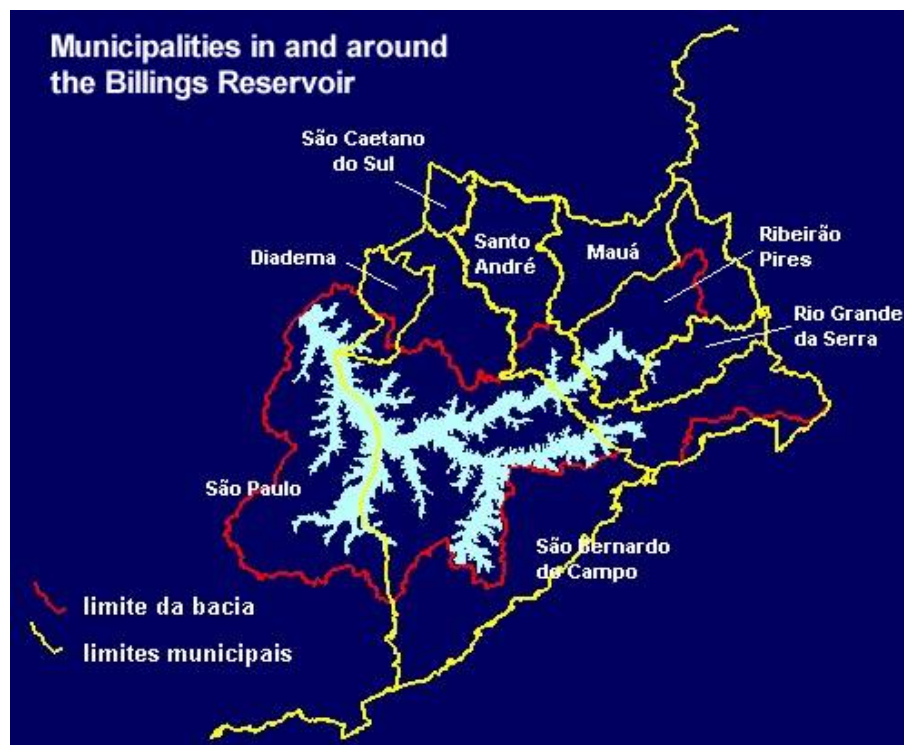 Municipalities in and around
the Billings Reservoir
São Caetano
do Sul
Santo
André
Mauá
Ribeirão
Pires
Diadema
Rio Grande
da Serra
São Paulo
São Bernardo
do Campo
limite da bacia
limites municipais